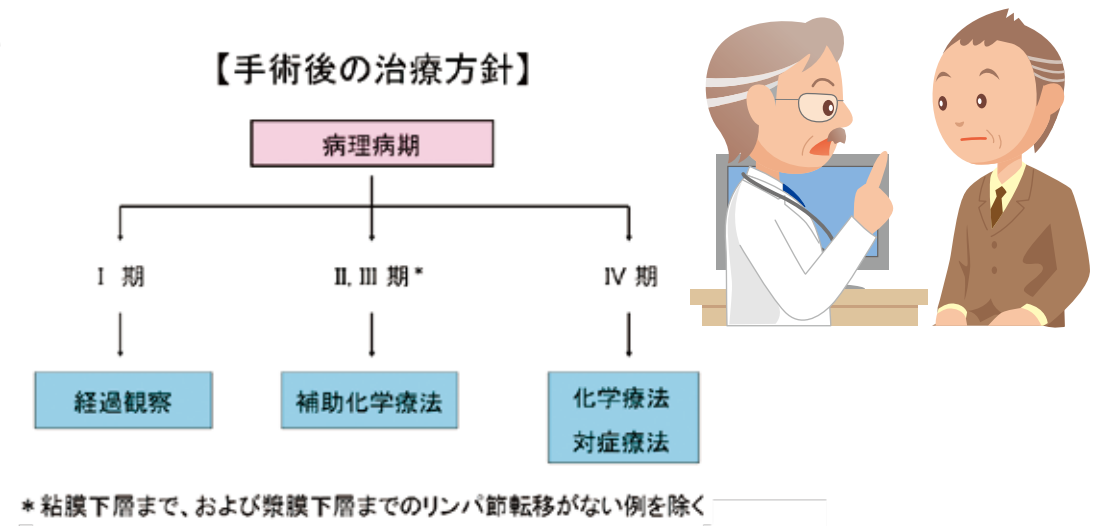 【手術後の治療方針】
病理病期
I 期
II, III 期*
IV 期
経過観察
補助化学療法
化学療法
対症療法
*粘膜下層まで、および漿膜下層までのリンパ節転移がない例を除く